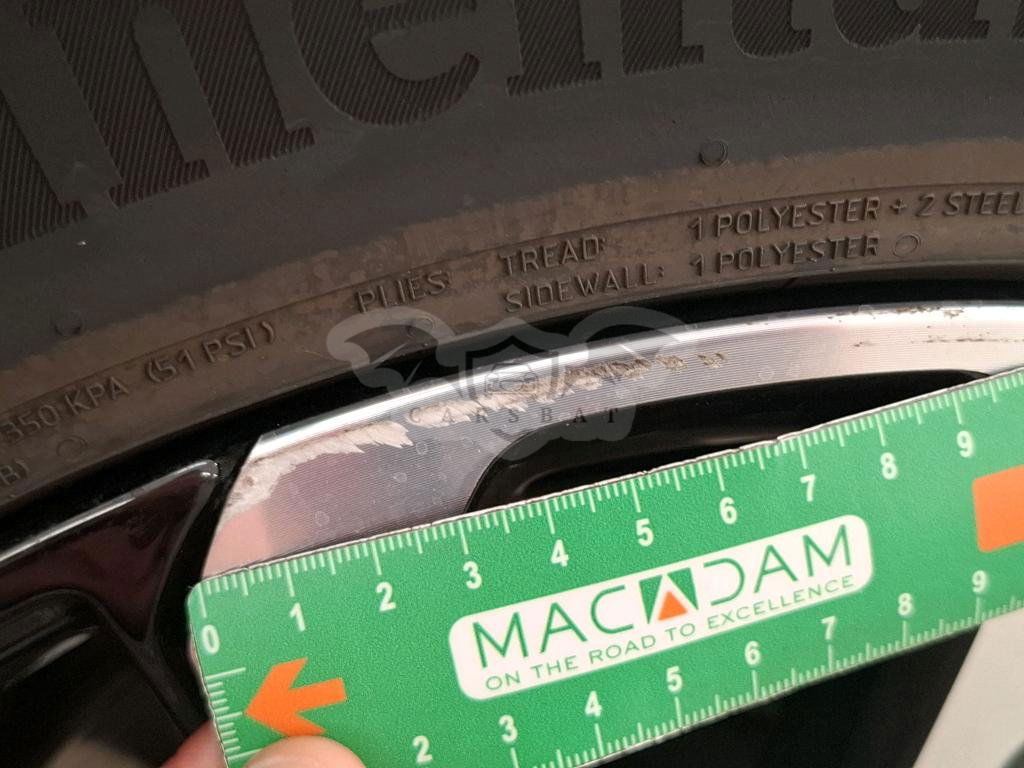 nental
1 POLYESTER + 2 STEEL
TREAD:
PLIES:
SIDEWALL: 1 POLYESTER
350 KPA (51 PSI)
B)
CARSBAT
0 1 2 3 4 5 6 7 8 9
MACADAM
ON THE ROAD TO EXCELLENCE
2 3 4 5 6 7 8 9